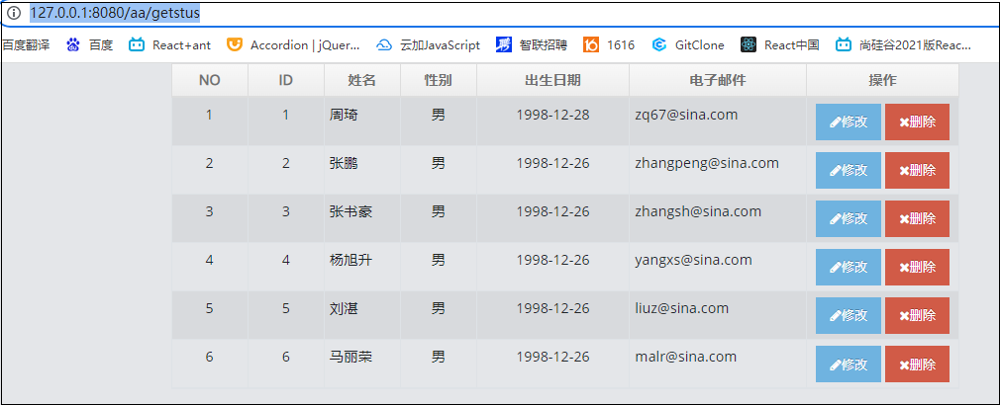 127.0.0.1:8080/aa/getstus
百度翻译 百度 React+ant Accordion | jQuer... 云加JavaScript 智联招聘 1616 GitClone React中国 尚硅谷2021版Reac...
NO ID 姓名 性别 出生日期 电子邮件 操作
1 1 周琦 男 1998-12-28 zq67@sina.com 修改 删除
2 2 张鹏 男 1998-12-26 zhangpeng@sina.com 修改 删除
3 3 张书豪 男 1998-12-26 zhangsh@sina.com 修改 删除
4 4 杨旭升 男 1998-12-26 yangxs@sina.com 修改 删除
5 5 刘湛 男 1998-12-26 liuz@sina.com 修改 删除
6 6 马丽荣 男 1998-12-26 malr@sina.com 修改 删除